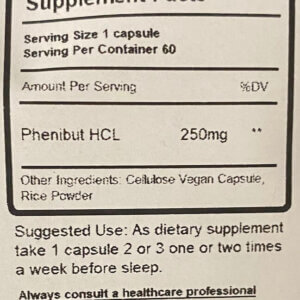 Supplement Facts
Serving Size 1 capsule
Serving Per Container 60
Amount Per Serving %DV
Phenibut HCL 250mg **
Other Ingredients: Cellulose Vegan Capsule,
Rice Powder
Suggested Use: As dietary supplement
take 1 capsule 2 or 3 one or two times
a week before sleep.
Always consult a healthcare professional